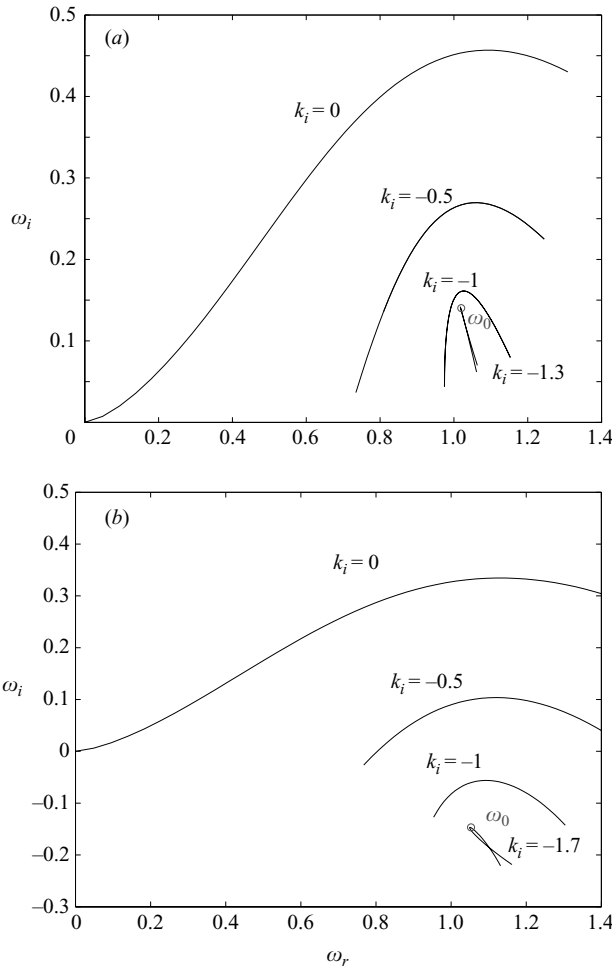 (a)
0.5
0.4
0.3
0.2
0.1
ω_i
k_i = 0
k_i = –0.5
k_i = –1
ω_0
k_i = –1.3
0 0.2 0.4 0.6 0.8 1.0 1.2 1.4
(b)
0.5
0.4
0.3
0.2
0.1
0
–0.1
–0.2
–0.3
ω_i
k_i = 0
k_i = –0.5
k_i = –1
ω_0
k_i = –1.7
0 0.2 0.4 0.6 0.8 1.0 1.2 1.4
ω_r